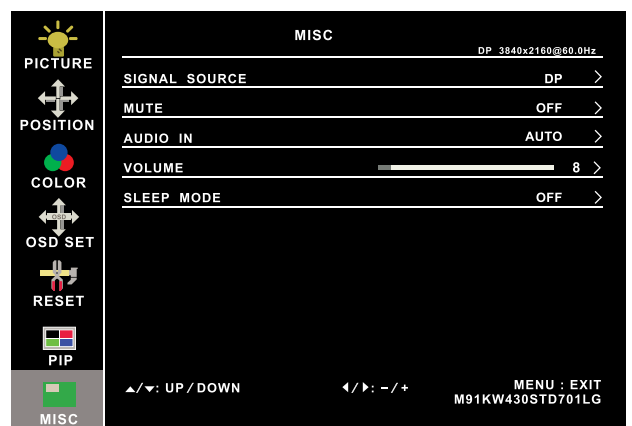 MISC
DP 3840x2160@60.0Hz
PICTURE
POSITION
COLOR
OSD
OSD SET
RESET
PIP
MISC
SIGNAL SOURCE DP
MUTE OFF
AUDIO IN AUTO
VOLUME 8
SLEEP MODE OFF
▲/▼: UP/DOWN ◀/▶: −/+ MENU : EXIT
M91KW430STD701LG